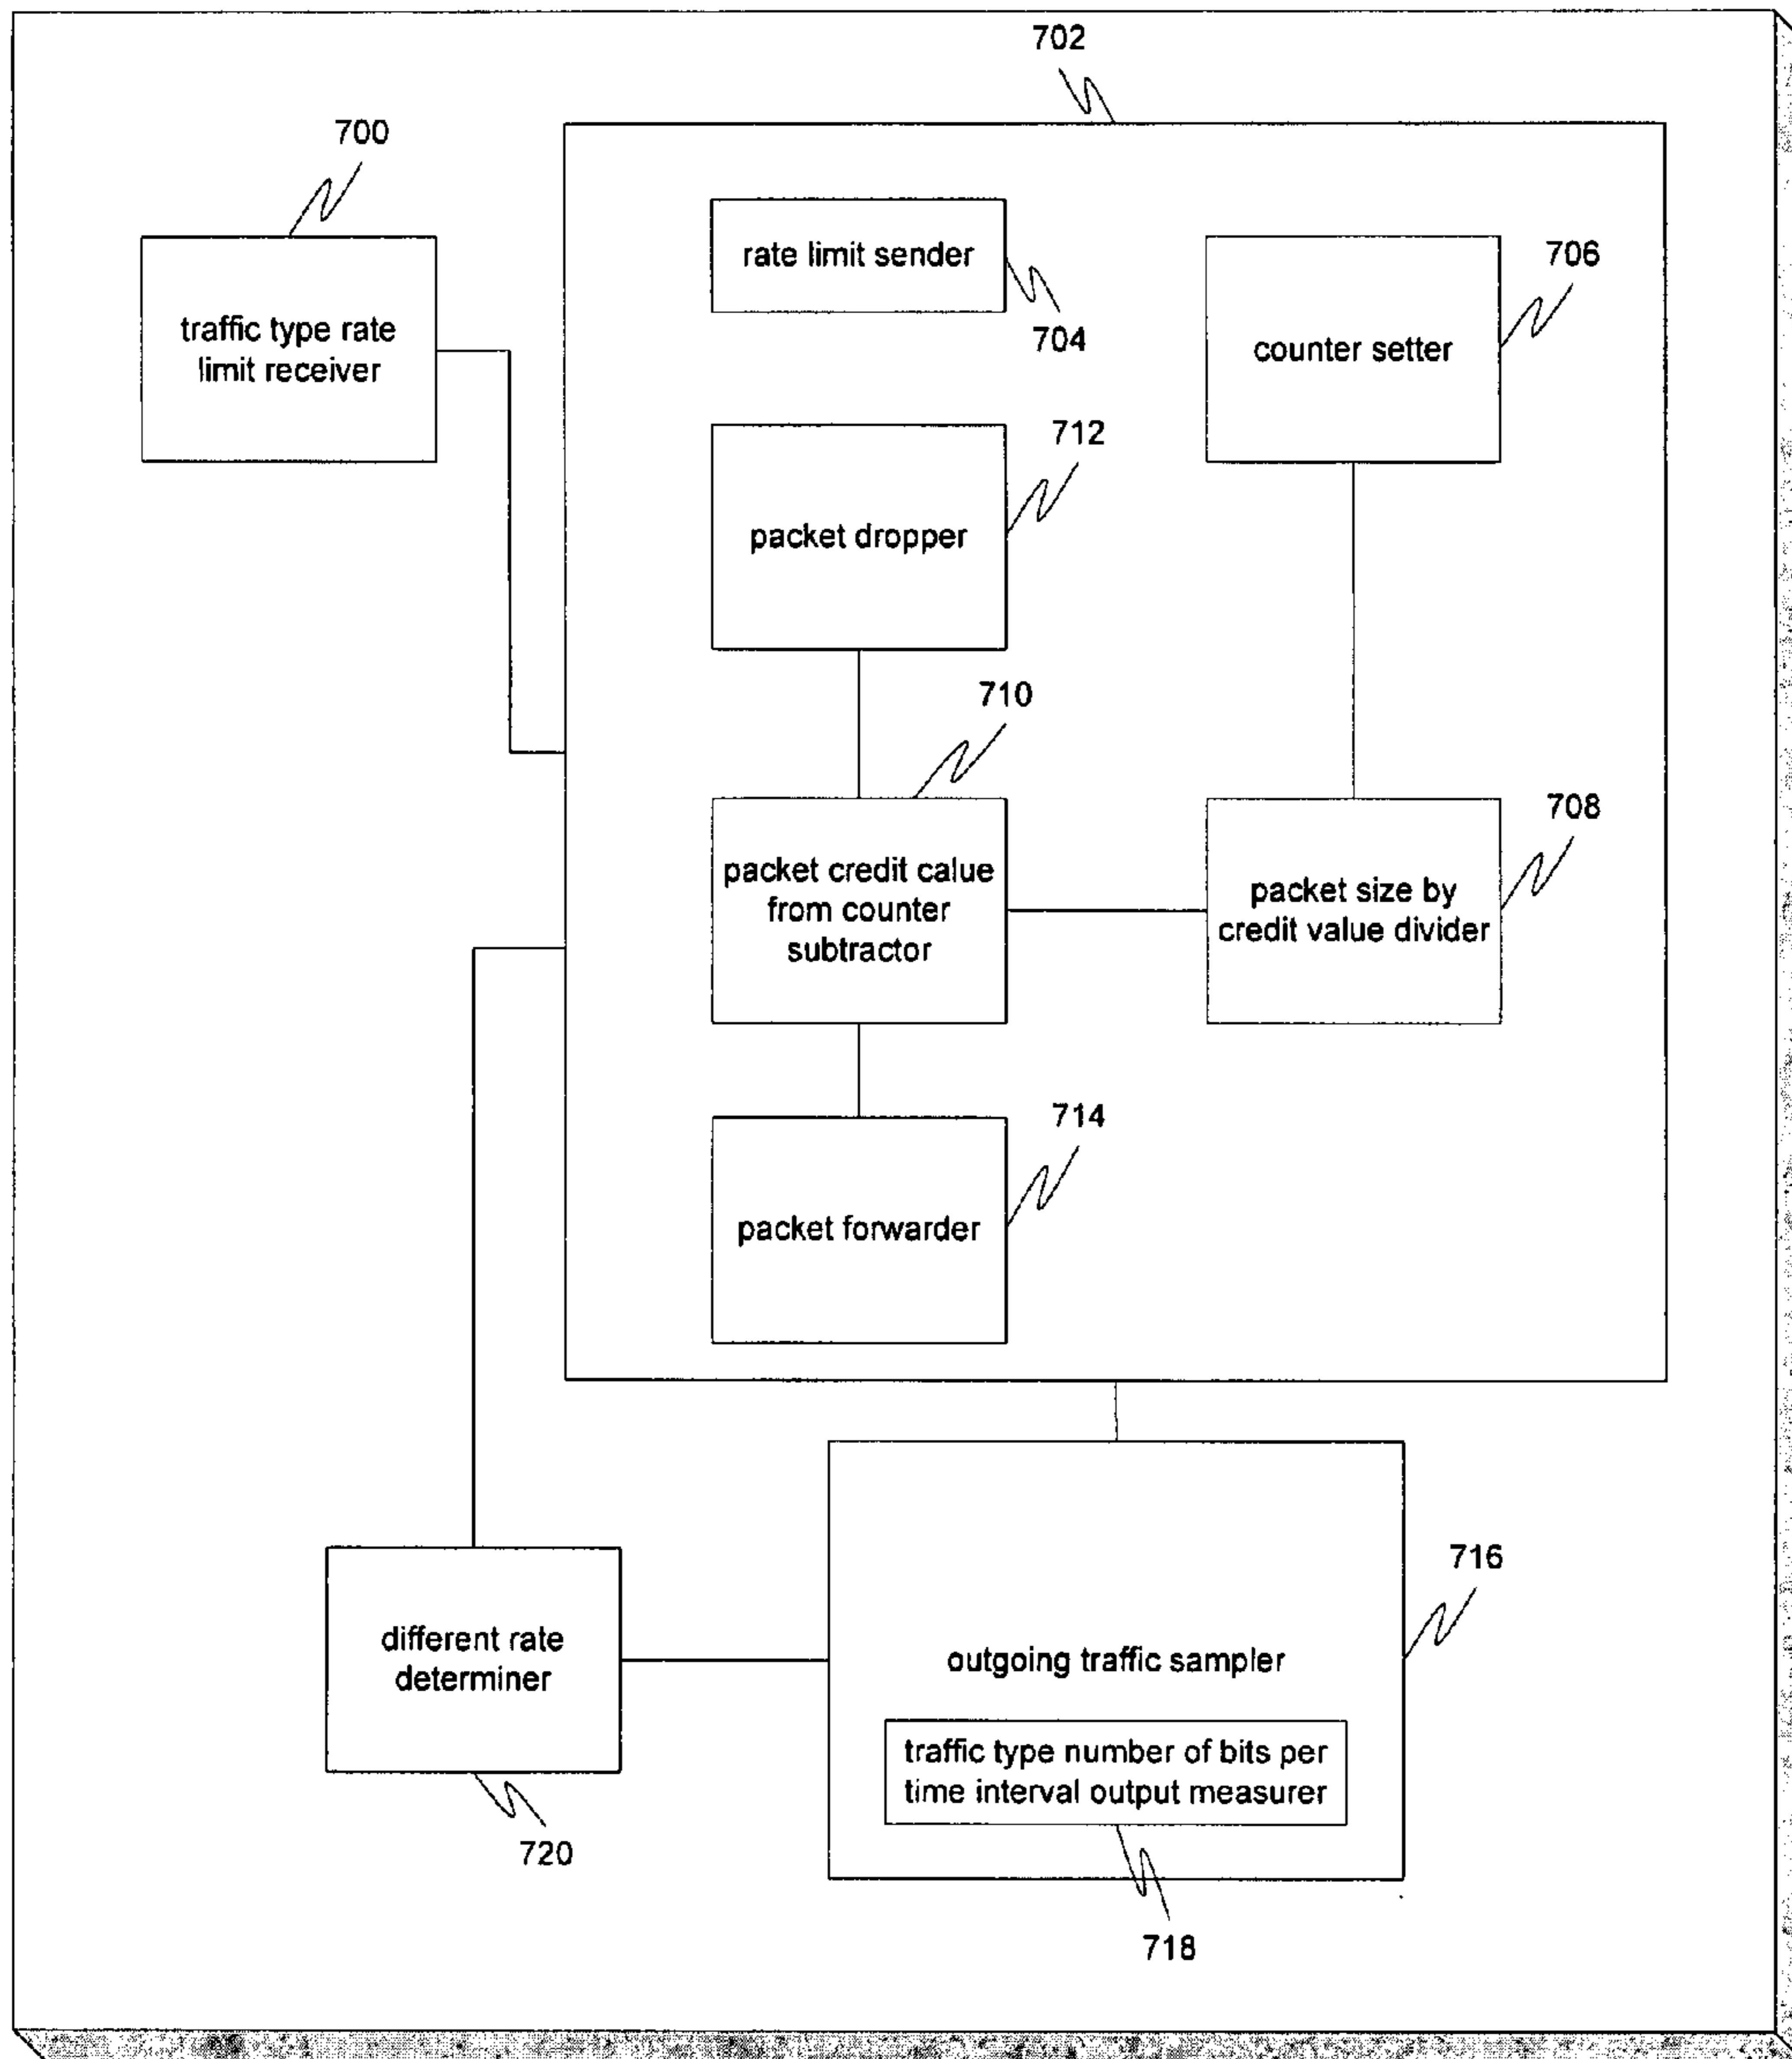 702
700
rate limit sender
704
706
traffic type rate
limit receiver
counter setter
712
packet dropper
710
708
packet credit calue
from counter
subtractor
packet size by
credit value divider
714
packet forwarder
716
different rate
determiner
outgoing traffic sampler
traffic type number of bits per
time interval output measurer
720
718